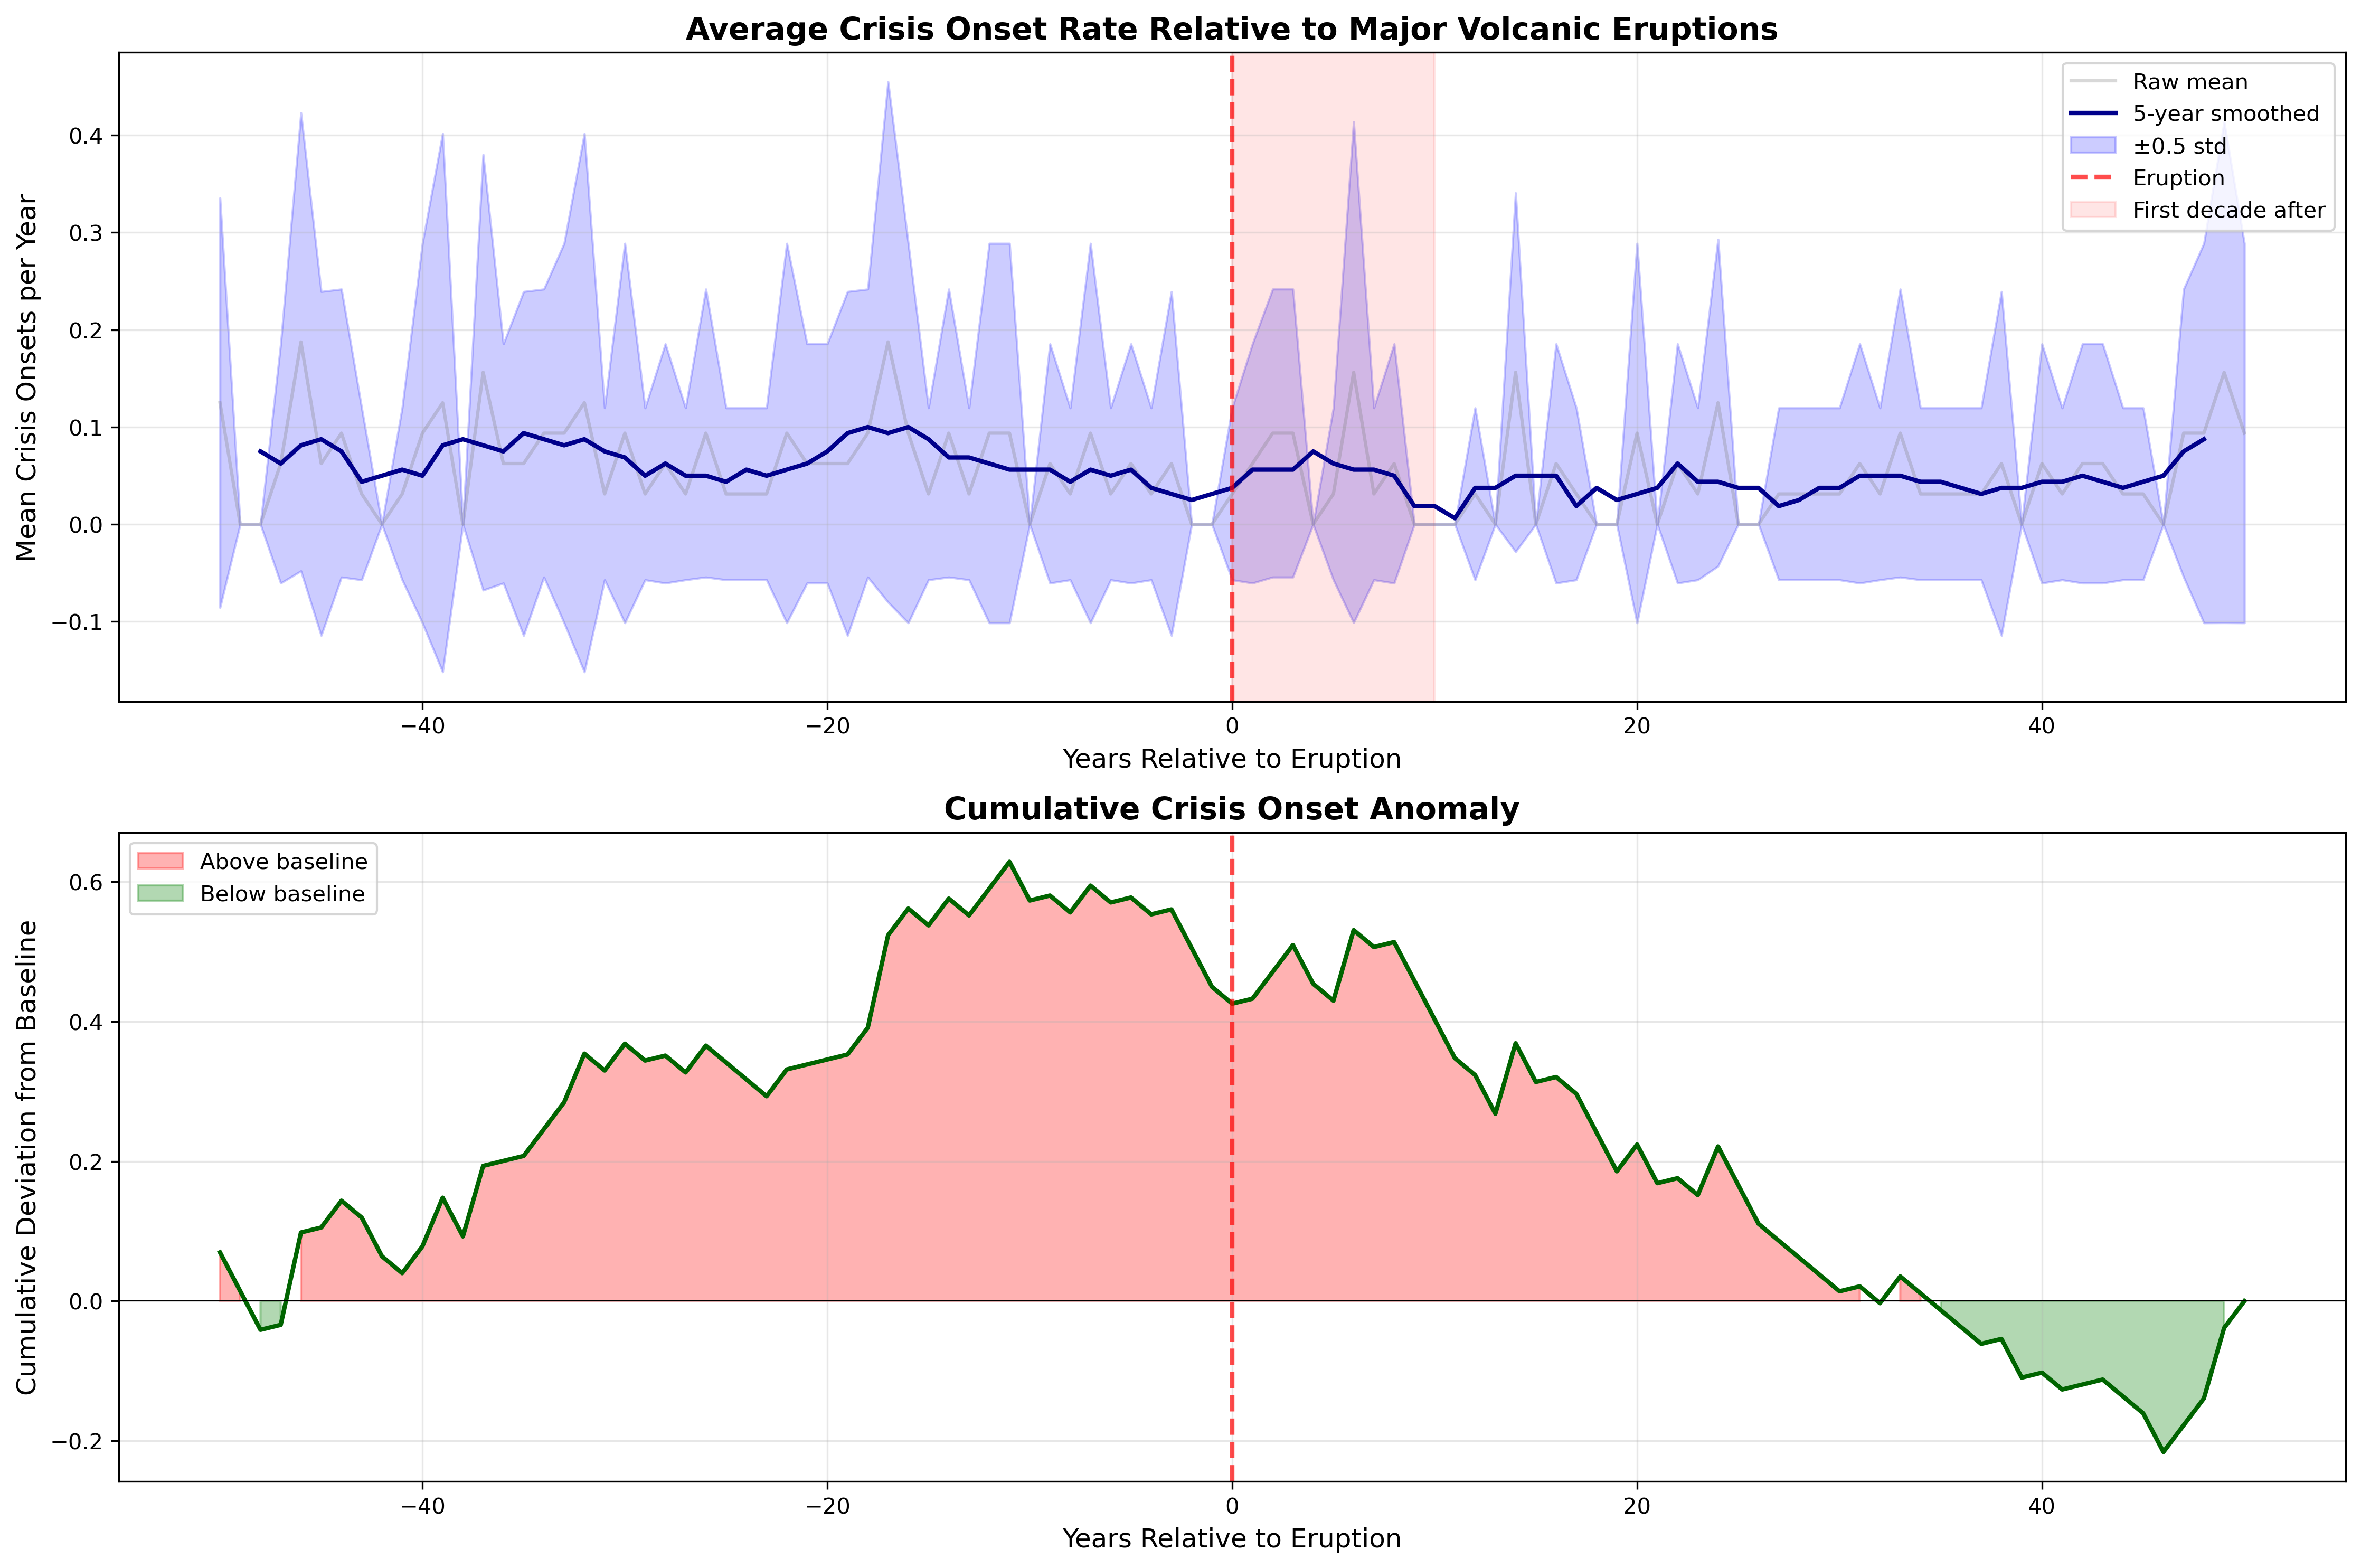 Average Crisis Onset Rate Relative to Major Volcanic Eruptions
Mean Crisis Onsets per Year
0.4
0.3
0.2
0.1
0.0
−0.1
Raw mean
5-year smoothed
±0.5 std
Eruption
First decade after
−40
−20
0
20
40
Years Relative to Eruption
Cumulative Crisis Onset Anomaly
Cumulative Deviation from Baseline
0.6
0.4
0.2
0.0
−0.2
Above baseline
Below baseline
−40
−20
0
20
40
Years Relative to Eruption